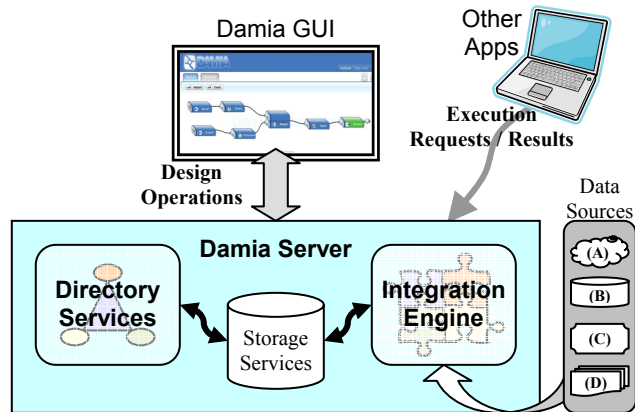 Damia GUI
Other
Apps
DAMIA
Execution
Requests / Results
Design
Operations
Data
Sources
Damia Server
(A)
Directory
Services
Integration
Engine
(B)
Storage
Services
(C)
(D)